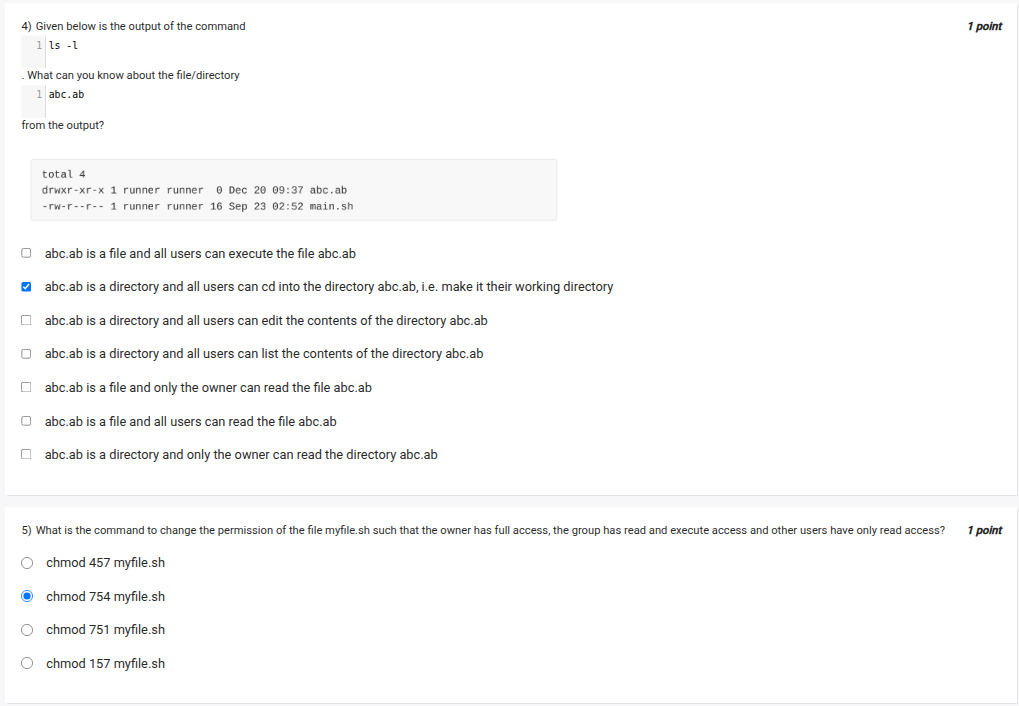 4) Given below is the output of the command 1 point
1 ls -l
. What can you know about the file/directory
1 abc.ab
from the output?
total 4
drwxr-xr-x 1 runner runner  0 Dec 20 09:37 abc.ab
-rw-r--r-- 1 runner runner 16 Sep 23 02:52 main.sh
abc.ab is a file and all users can execute the file abc.ab
abc.ab is a directory and all users can cd into the directory abc.ab, i.e. make it their working directory
abc.ab is a directory and all users can edit the contents of the directory abc.ab
abc.ab is a directory and all users can list the contents of the directory abc.ab
abc.ab is a file and only the owner can read the file abc.ab
abc.ab is a file and all users can read the file abc.ab
abc.ab is a directory and only the owner can read the directory abc.ab
5) What is the command to change the permission of the file myfile.sh such that the owner has full access, the group has read and execute access and other users have only read access? 1 point
chmod 457 myfile.sh
chmod 754 myfile.sh
chmod 751 myfile.sh
chmod 157 myfile.sh